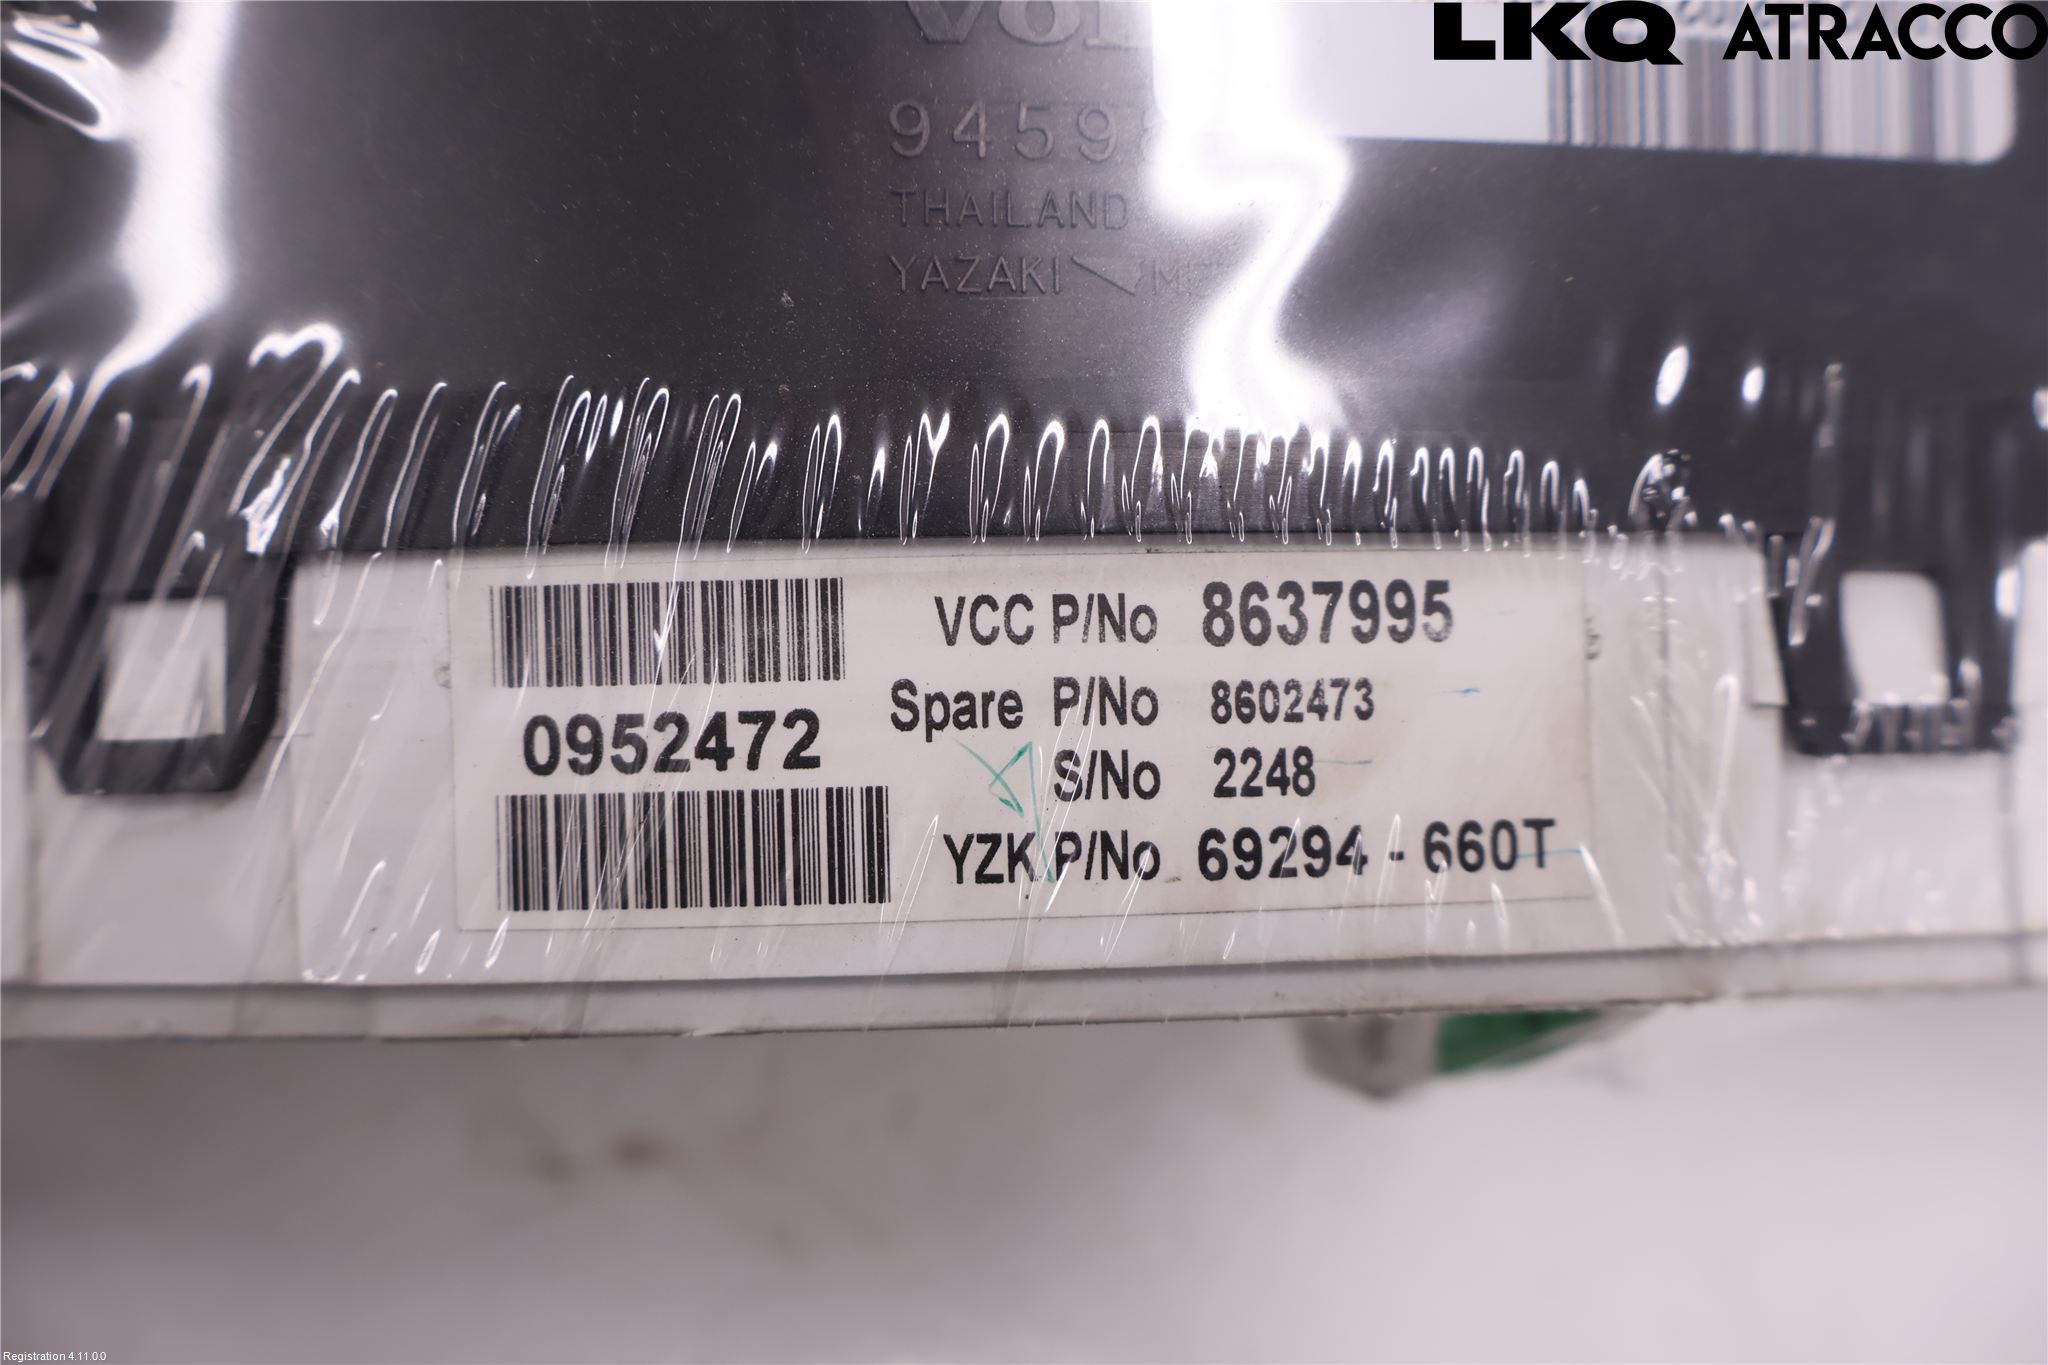 LKQ ATRACCO
9459
THAILAND
YAZAKI
VCC P/No 8637995
Spare P/No 8602473
0952472
S/No 2248
YZK P/No 69294 - 660T
Registration 4.11.0.0